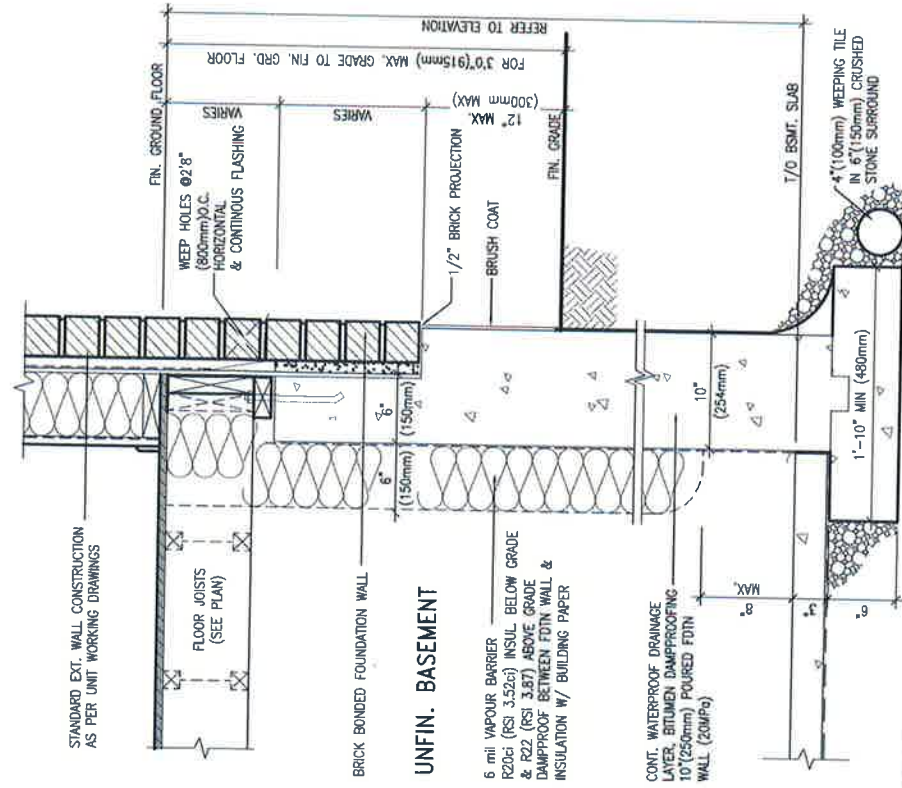 STANDARD EXT. WALL CONSTRUCTION
AS PER UNIT WORKING DRAWINGS
FLOOR JOISTS
(SEE PLAN)
BRICK BONDED FOUNDATION WALL
UNFIN. BASEMENT
6 mil VAPOUR BARRIER
R20ci (RSI 3.52ci) INSUL BELOW GRADE
& R22 (RSI 3.87) ABOVE GRADE
DAMPPROOF BETWEEN FDTN WALL &
INSULATION W/ BUILDING PAPER
CONT. WATERPROOF DRAINAGE
LAYER, BITUMEN DAMPPROOFING
10"(250mm) POURED FDTN
WALL (20MPa)
6"
(150mm)
6"
(150mm)
10"
(254mm)
1'-10" MIN (480mm)
MAX.
8"
3"
6"
WEEP HOLES @2'8"
(800mm)O.C.
HORIZONTAL
& CONTINOUS FLASHING
1/2" BRICK PROJECTION
BRUSH COAT
FIN. GROUND FLOOR
VARIES
VARIES
12" MAX.
(300mm MAX)
FIN. GRADE
FOR 3'0"(915mm) MAX. GRADE TO FIN. GRD. FLOOR
REFER TO ELEVATION
T/O BSMT. SLAB
4"(100mm) WEEPING TILE
IN 6"(150mm) CRUSHED
STONE SURROUND